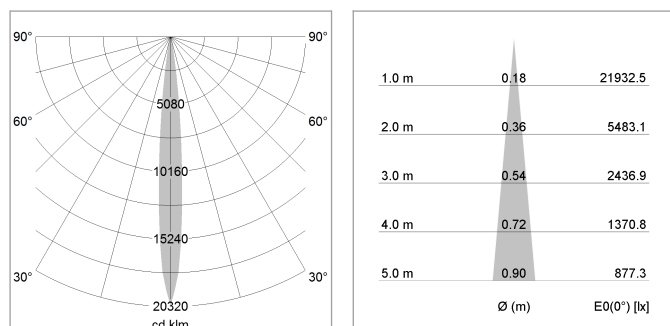 90° 90°
5080
60° 60°
10160
15240
30° 30°
20320
cd klm
1.0 m 0.18 21932.5
2.0 m 0.36 5483.1
3.0 m 0.54 2436.9
4.0 m 0.72 1370.8
5.0 m 0.90 877.3
Ø (m) E0(0°) [lx]